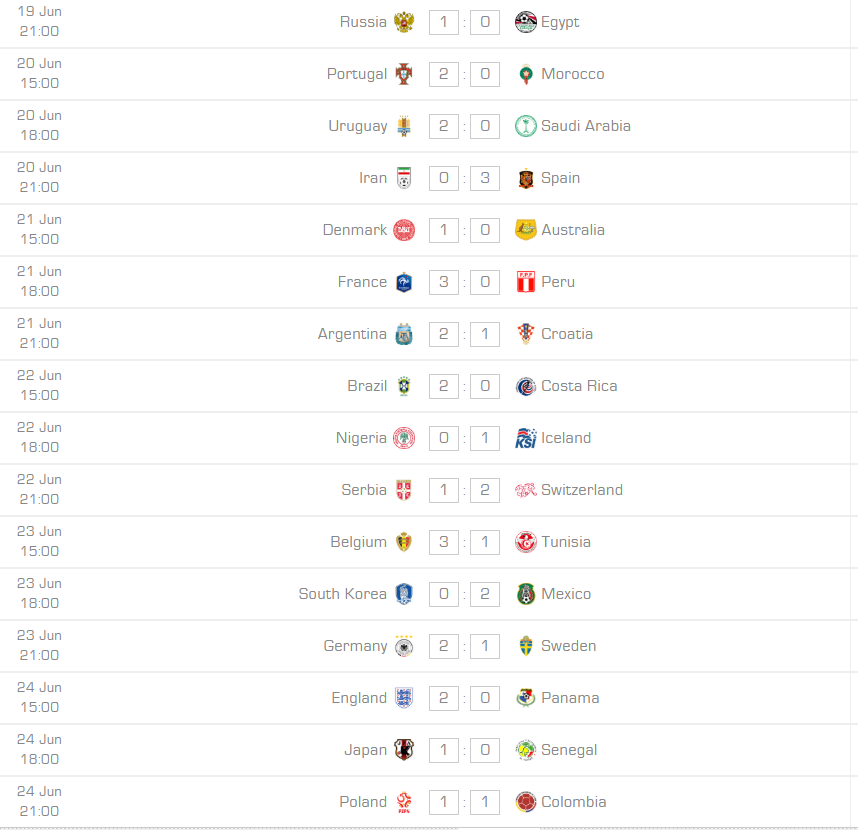 19 Jun
21:00
Russia 1 : 0 Egypt
20 Jun
15:00
Portugal 2 : 0 Morocco
20 Jun
18:00
Uruguay 2 : 0 Saudi Arabia
20 Jun
21:00
Iran 0 : 3 Spain
21 Jun
15:00
Denmark 1 : 0 Australia
21 Jun
18:00
France 3 : 0 Peru
21 Jun
21:00
Argentina 2 : 1 Croatia
22 Jun
15:00
Brazil 2 : 0 Costa Rica
22 Jun
18:00
Nigeria 0 : 1 Iceland
22 Jun
21:00
Serbia 1 : 2 Switzerland
23 Jun
15:00
Belgium 3 : 1 Tunisia
23 Jun
18:00
South Korea 0 : 2 Mexico
23 Jun
21:00
Germany 2 : 1 Sweden
24 Jun
15:00
England 2 : 0 Panama
24 Jun
18:00
Japan 1 : 0 Senegal
24 Jun
21:00
Poland 1 : 1 Colombia